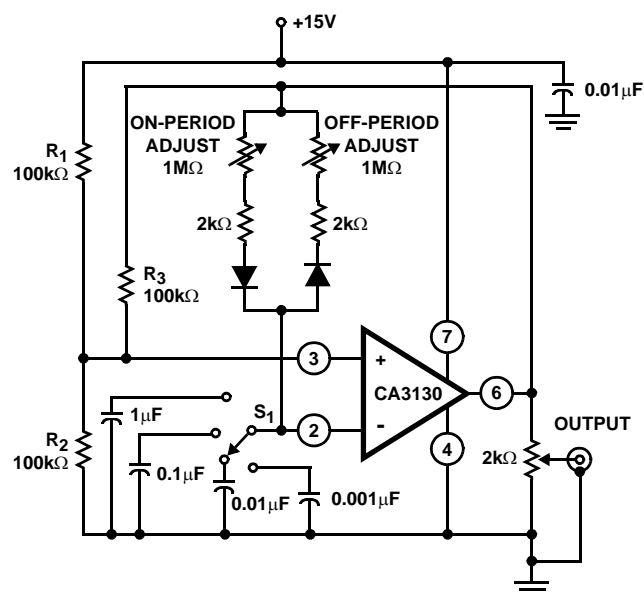 +15V
0.01µF
ON-PERIOD
ADJUST
1MΩ
OFF-PERIOD
ADJUST
1MΩ
R1
100kΩ
2kΩ
2kΩ
R3
100kΩ
7
3
+
CA3130
6
2
-
4
S1
1µF
R2
100kΩ
0.1µF
0.01µF
0.001µF
OUTPUT
2kΩ